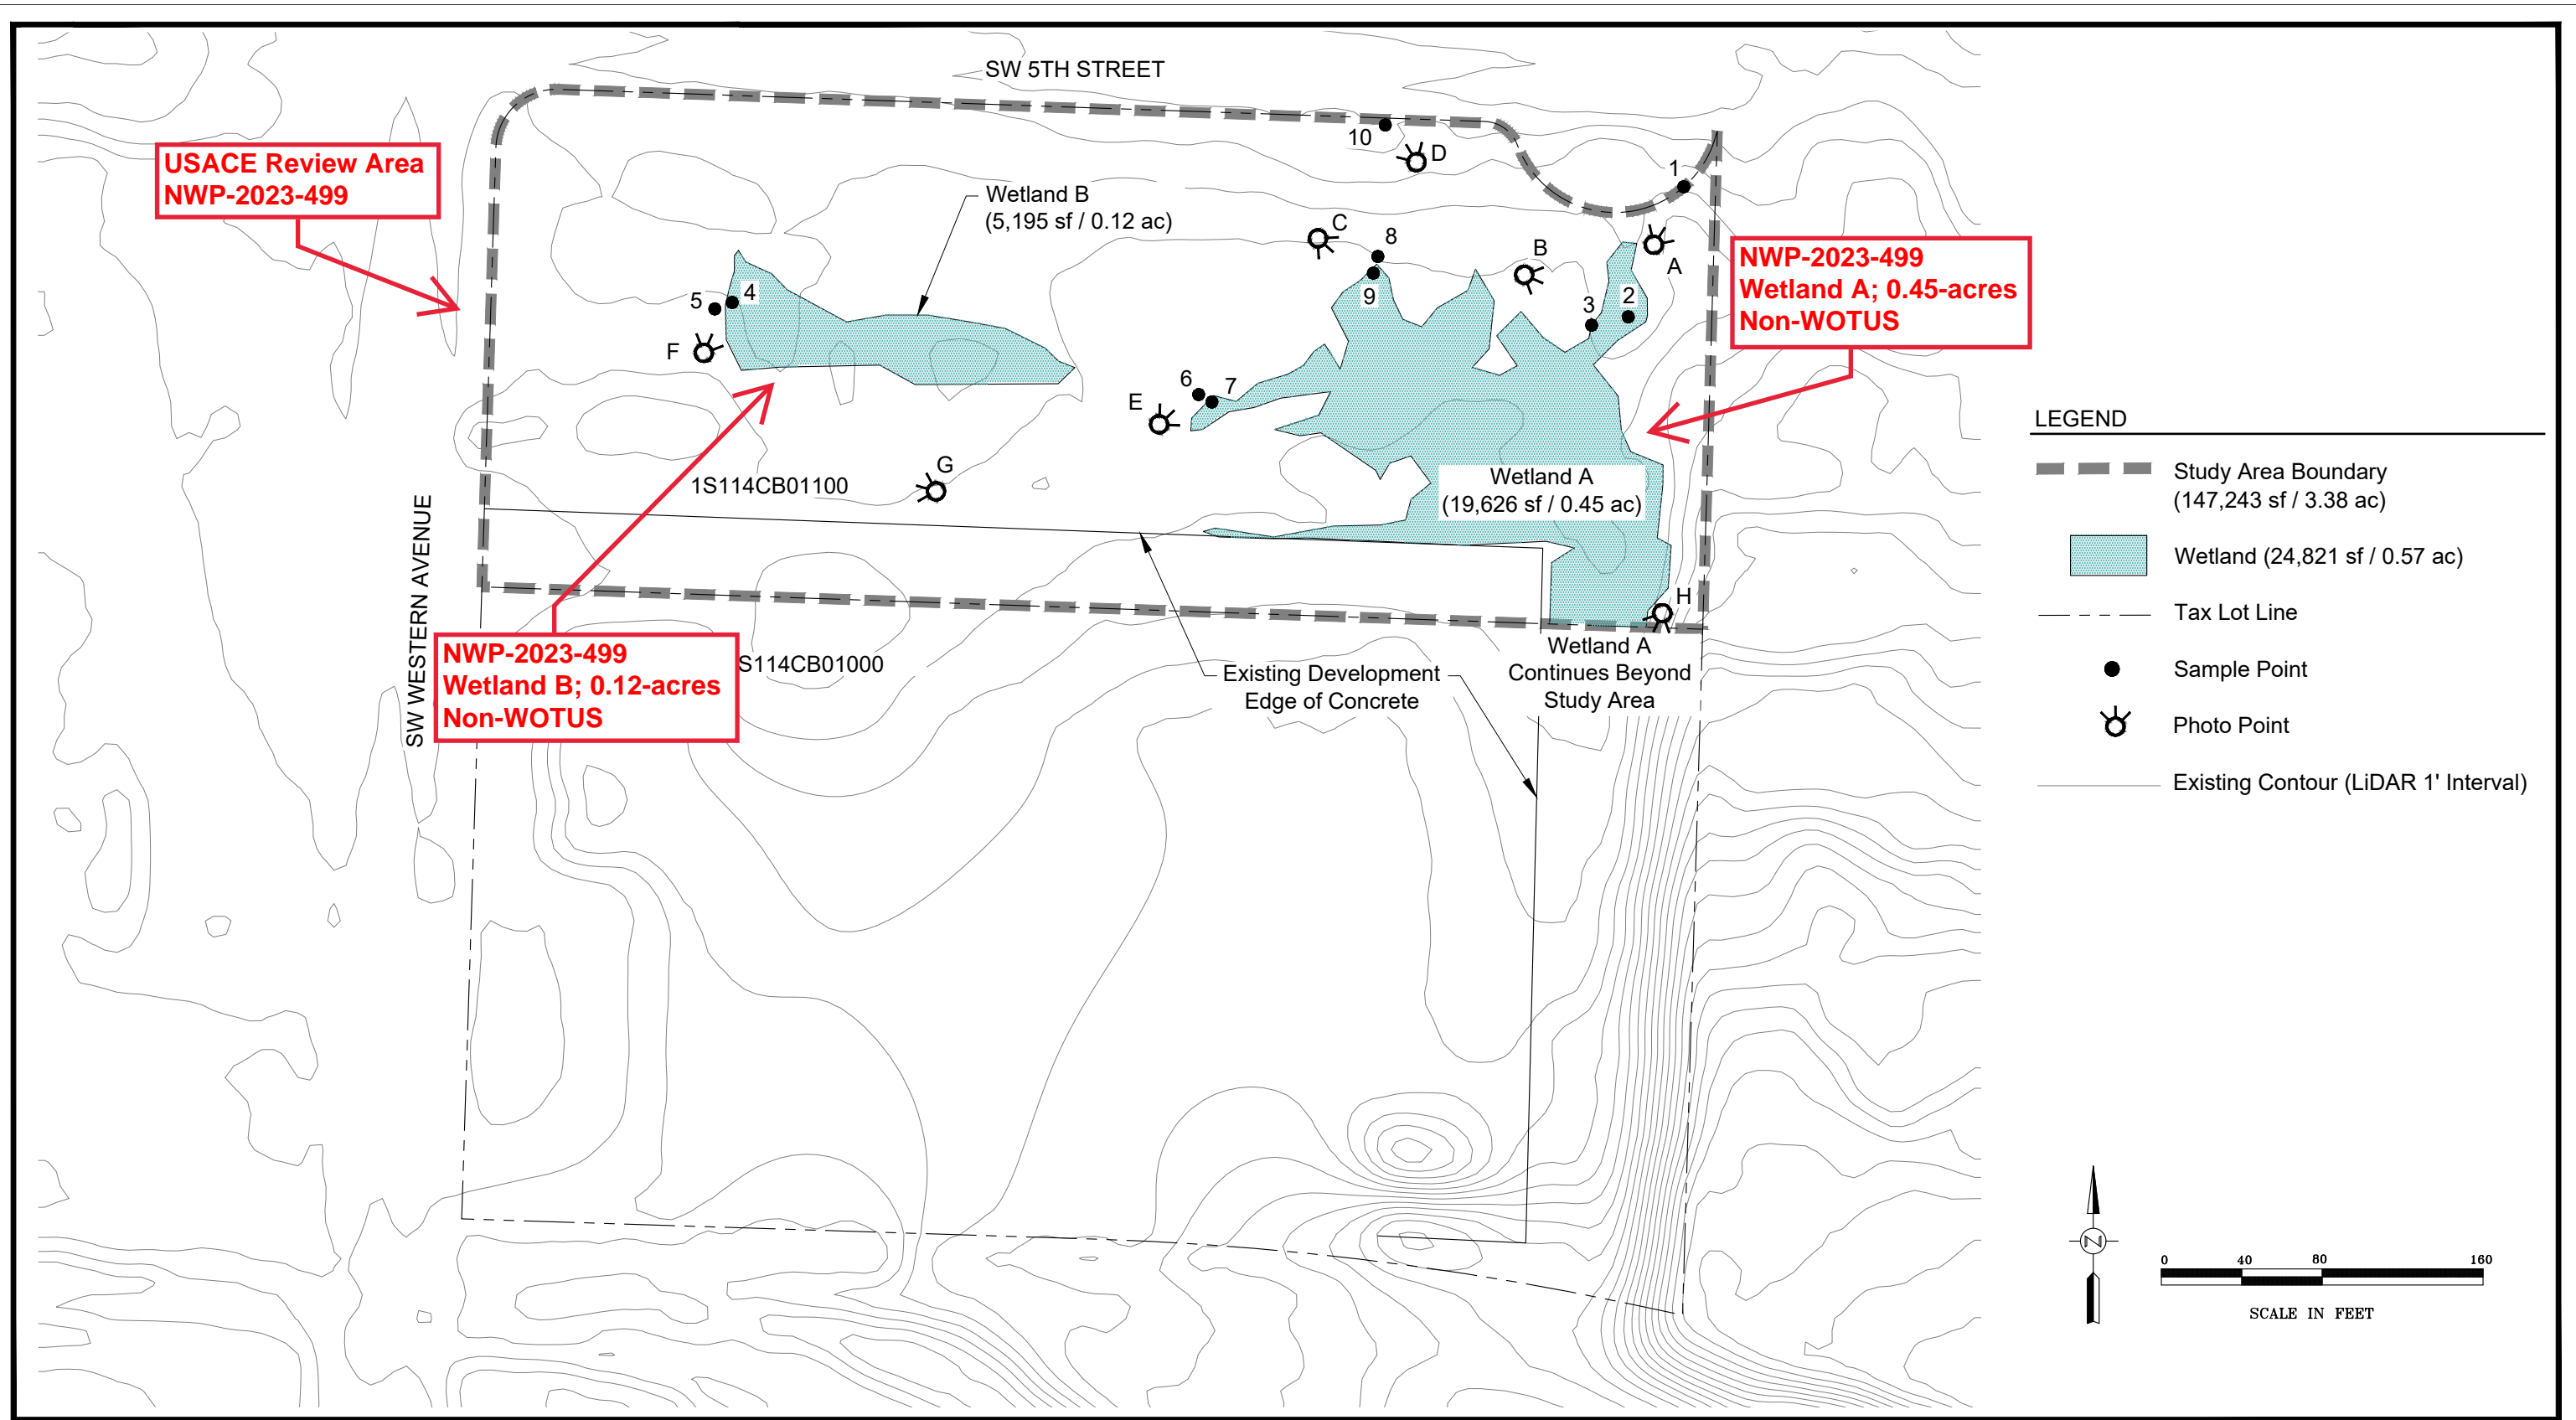 SW 5TH STREET
USACE Review Area
NWP-2023-499
10
D
1
Wetland B
(5,195 sf / 0.12 ac)
C
8
B
A
NWP-2023-499
Wetland A; 0.45-acres
Non-WOTUS
5
4
9
3
2
F
6
7
E
G
1S114CB01100
Wetland A
(19,626 sf / 0.45 ac)
SW WESTERN AVENUE
H
NWP-2023-499
Wetland B; 0.12-acres
Non-WOTUS
S114CB01000
Existing Development
Edge of Concrete
Wetland A
Continues Beyond
Study Area
LEGEND
Study Area Boundary
(147,243 sf / 3.38 ac)
Wetland (24,821 sf / 0.57 ac)
Tax Lot Line
Sample Point
Photo Point
Existing Contour (LiDAR 1' Interval)
N
0 40 80 160
SCALE IN FEET